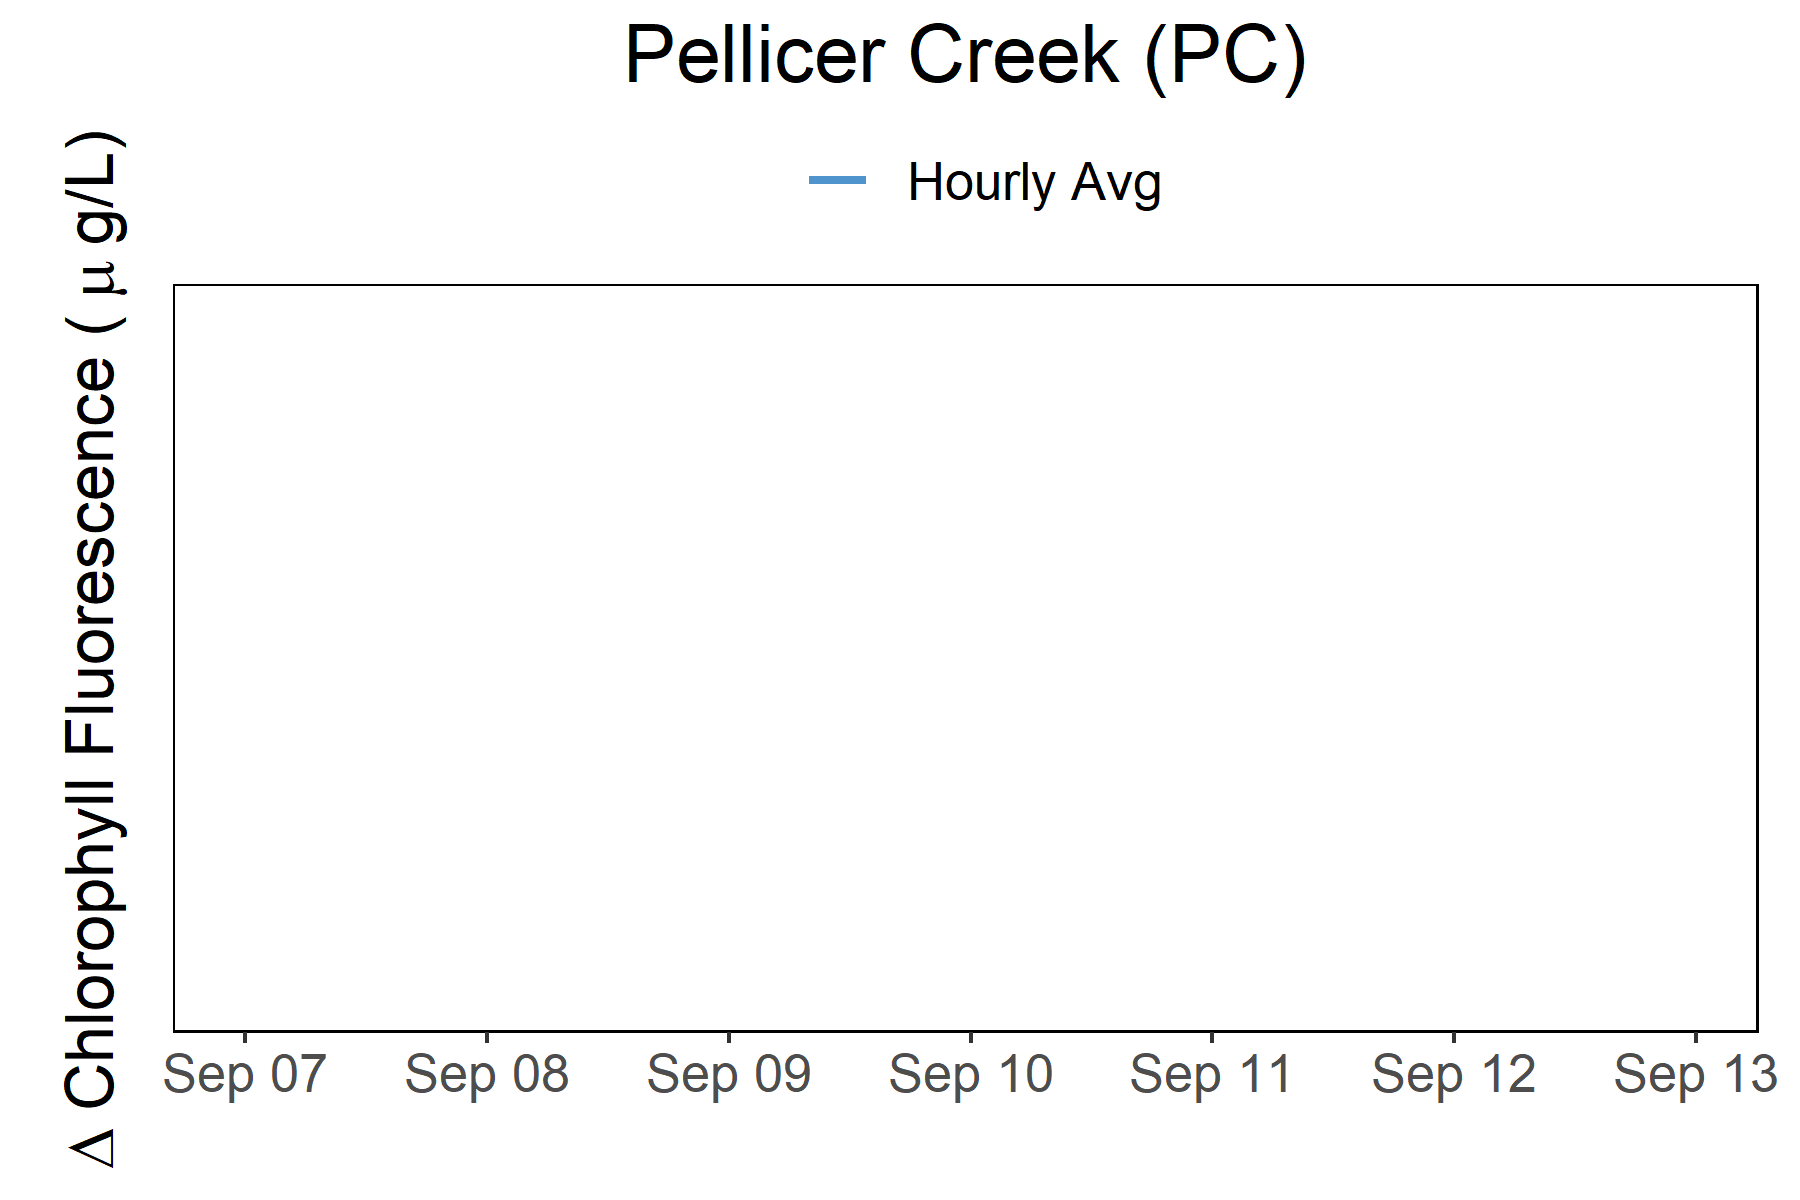 Pellicer Creek (PC)
Hourly Avg
Δ Chlorophyll Fluorescence ( μ g/L)
Sep 07 Sep 08 Sep 09 Sep 10 Sep 11 Sep 12 Sep 13